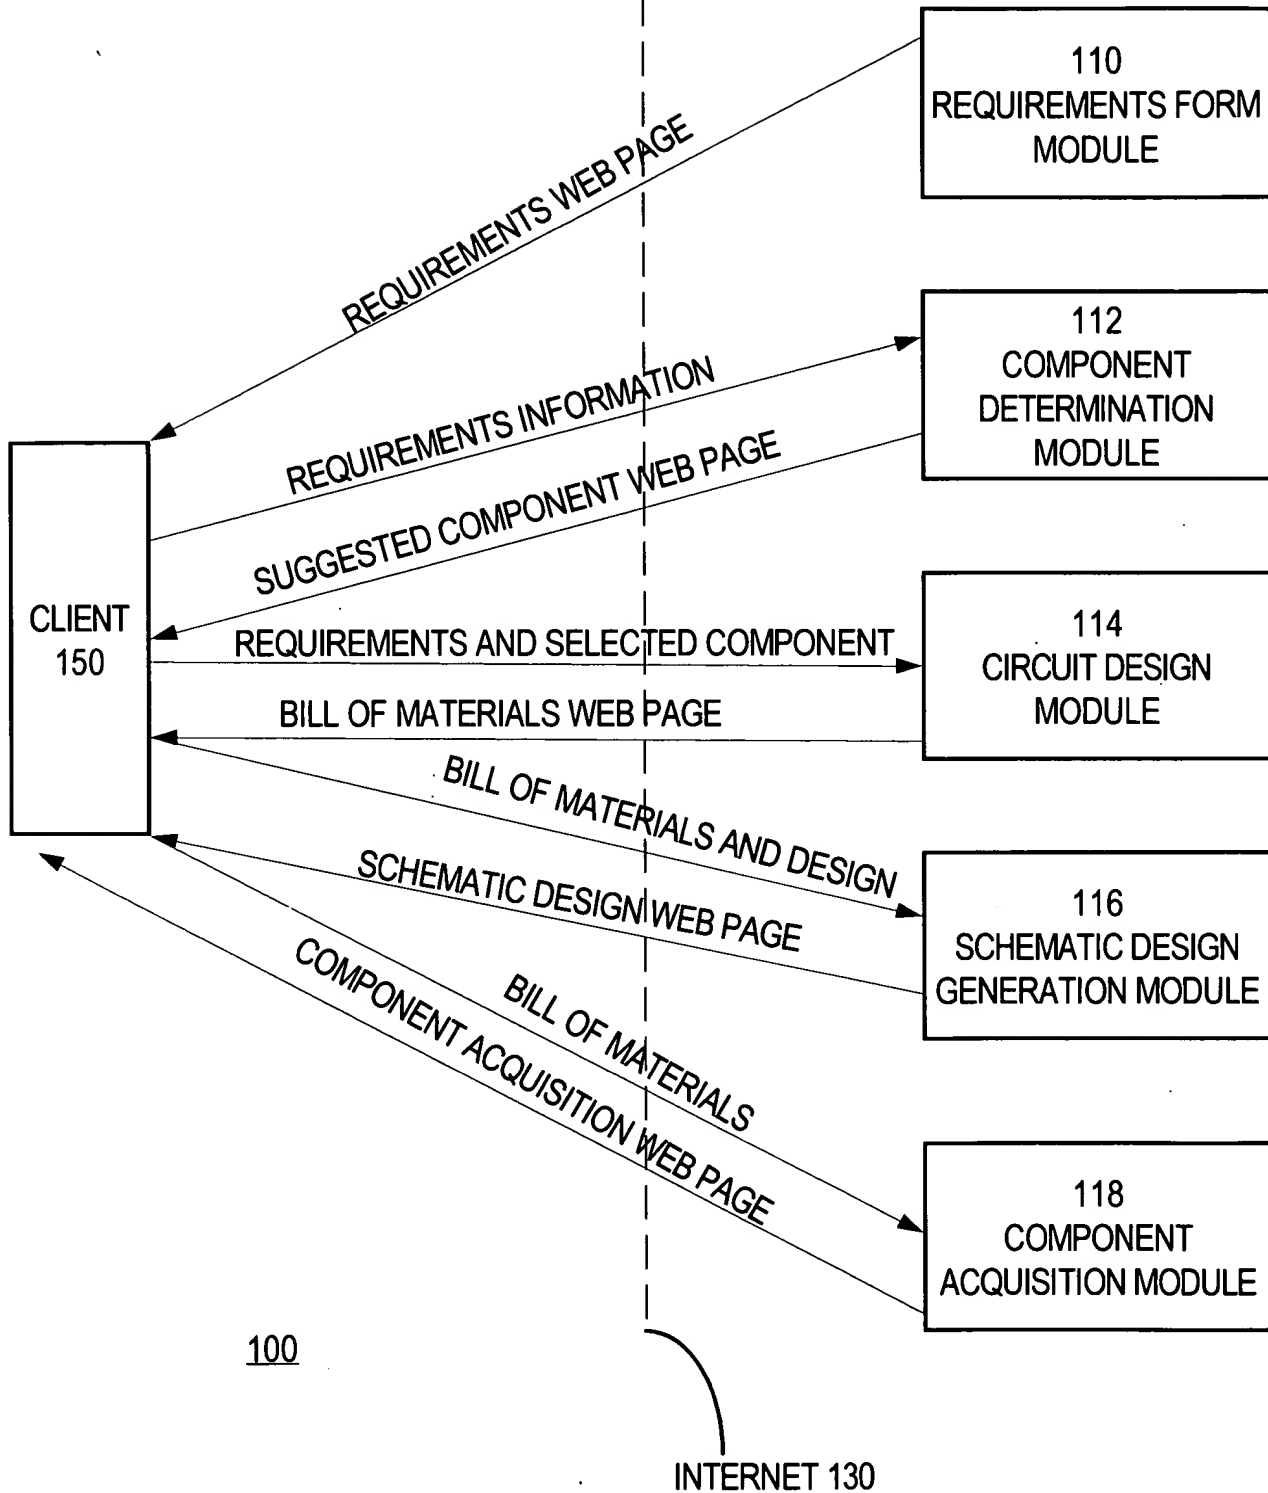 110
REQUIREMENTS FORM
MODULE
REQUIREMENTS WEB PAGE
112
COMPONENT
DETERMINATION
MODULE
REQUIREMENTS INFORMATION
SUGGESTED COMPONENT WEB PAGE
CLIENT
150
REQUIREMENTS AND SELECTED COMPONENT
114
CIRCUIT DESIGN
MODULE
BILL OF MATERIALS WEB PAGE
BILL OF MATERIALS AND DESIGN
SCHEMATIC DESIGN WEB PAGE
116
SCHEMATIC DESIGN
GENERATION MODULE
BILL OF MATERIALS
COMPONENT ACQUISITION WEB PAGE
118
COMPONENT
ACQUISITION MODULE
100
INTERNET 130